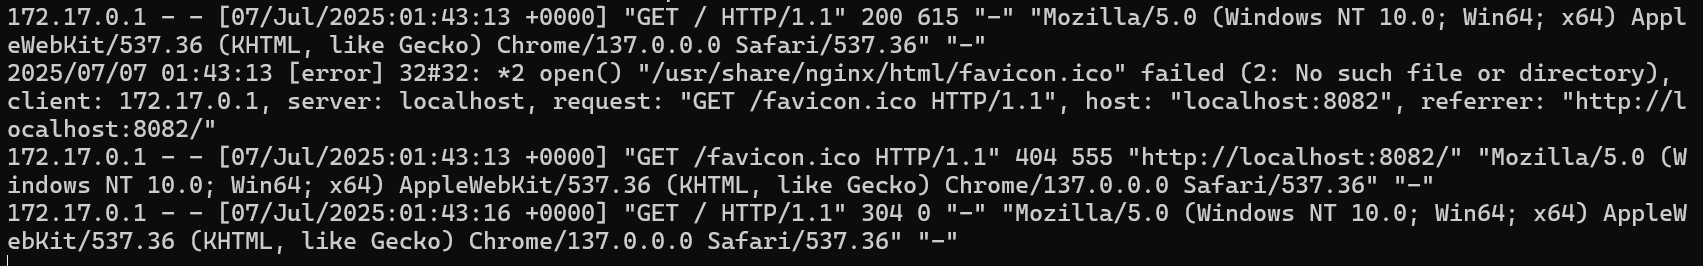 172.17.0.1 - - [07/Jul/2025:01:43:13 +0000] "GET / HTTP/1.1" 200 615 "-" "Mozilla/5.0 (Windows NT 10.0; Win64; x64) Appl
eWebKit/537.36 (KHTML, like Gecko) Chrome/137.0.0.0 Safari/537.36" "-"
2025/07/07 01:43:13 [error] 32#32: *2 open() "/usr/share/nginx/html/favicon.ico" failed (2: No such file or directory),
client: 172.17.0.1, server: localhost, request: "GET /favicon.ico HTTP/1.1", host: "localhost:8082", referrer: "http://l
ocalhost:8082/"
172.17.0.1 - - [07/Jul/2025:01:43:13 +0000] "GET /favicon.ico HTTP/1.1" 404 555 "http://localhost:8082/" "Mozilla/5.0 (W
indows NT 10.0; Win64; x64) AppleWebKit/537.36 (KHTML, like Gecko) Chrome/137.0.0.0 Safari/537.36" "-"
172.17.0.1 - - [07/Jul/2025:01:43:16 +0000] "GET / HTTP/1.1" 304 0 "-" "Mozilla/5.0 (Windows NT 10.0; Win64; x64) AppleW
ebKit/537.36 (KHTML, like Gecko) Chrome/137.0.0.0 Safari/537.36" "-"